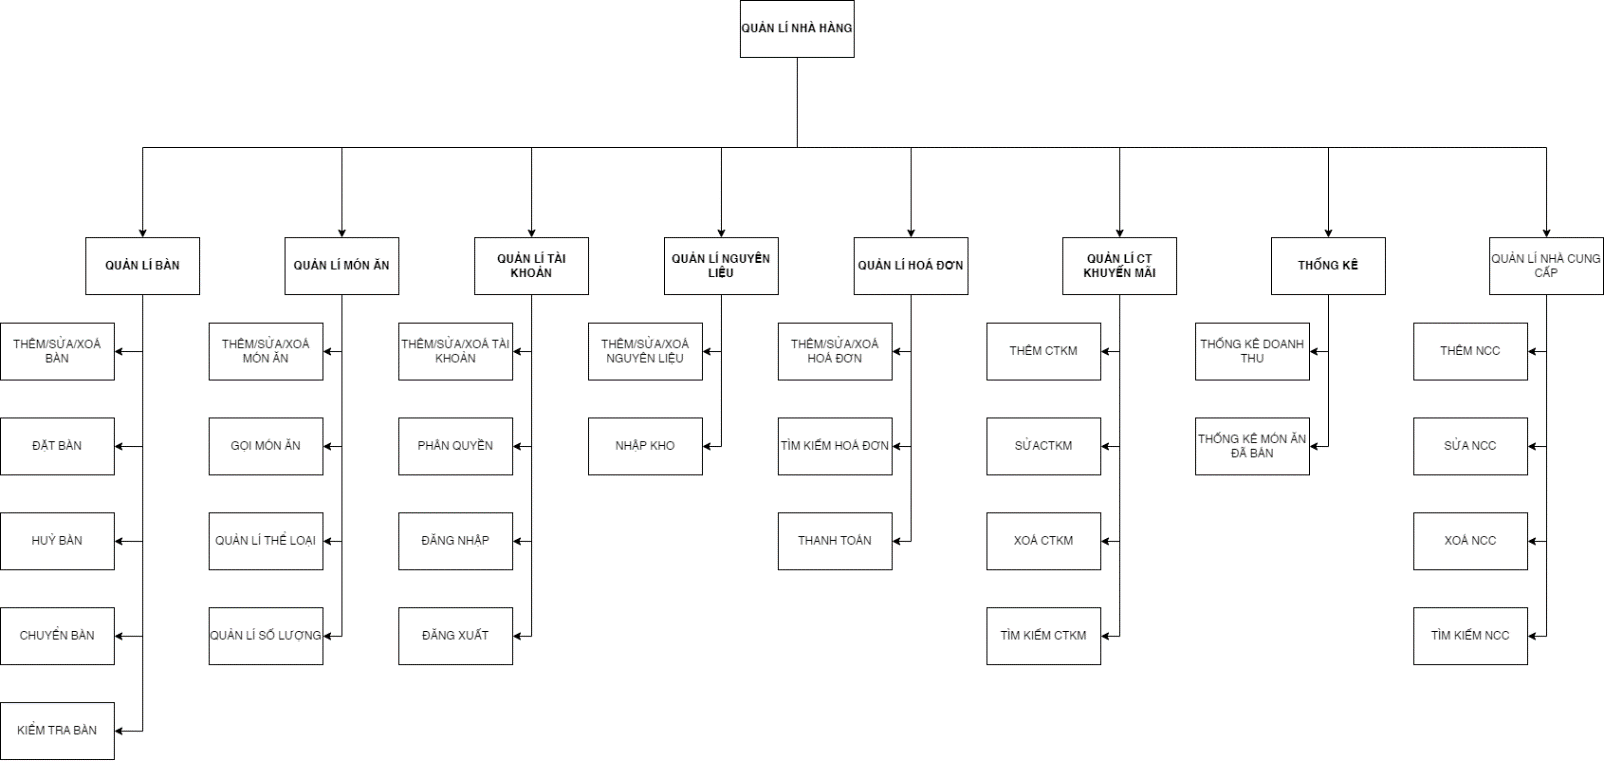 QUẢN LÍ NHÀ HÀNG
QUẢN LÍ BÀN
THÊM/SỬA/XOÁ
BÀN
ĐẶT BÀN
HUỶ BÀN
CHUYỂN BÀN
KIỂM TRA BÀN
QUẢN LÍ MÓN ĂN
THÊM/SỬA/XOÁ
MÓN ĂN
GỌI MÓN ĂN
QUẢN LÍ THỂ LOẠI
QUẢN LÍ SỐ LƯỢNG
QUẢN LÍ TÀI
KHOẢN
THÊM/SỬA/XOÁ TÀI
KHOẢN
PHÂN QUYỀN
ĐĂNG NHẬP
ĐĂNG XUẤT
QUẢN LÍ NGUYÊN
LIỆU
THÊM/SỬA/XOÁ
NGUYÊN LIỆU
NHẬP KHO
QUẢN LÍ HOÁ ĐƠN
THÊM/SỬA/XOÁ
HOÁ ĐƠN
TÌM KIẾM HOÁ ĐƠN
THANH TOÁN
QUẢN LÍ CT
KHUYẾN MÃI
THÊM CTKM
SỬACTKM
XOÁ CTKM
TÌM KIẾM CTKM
THỐNG KÊ
THỐNG KÊ DOANH
THU
THỐNG KÊ MÓN ĂN
ĐÃ BÁN
QUẢN LÍ NHÀ CUNG
CẤP
THÊM NCC
SỬA NCC
XOÁ NCC
TÌM KIẾM NCC